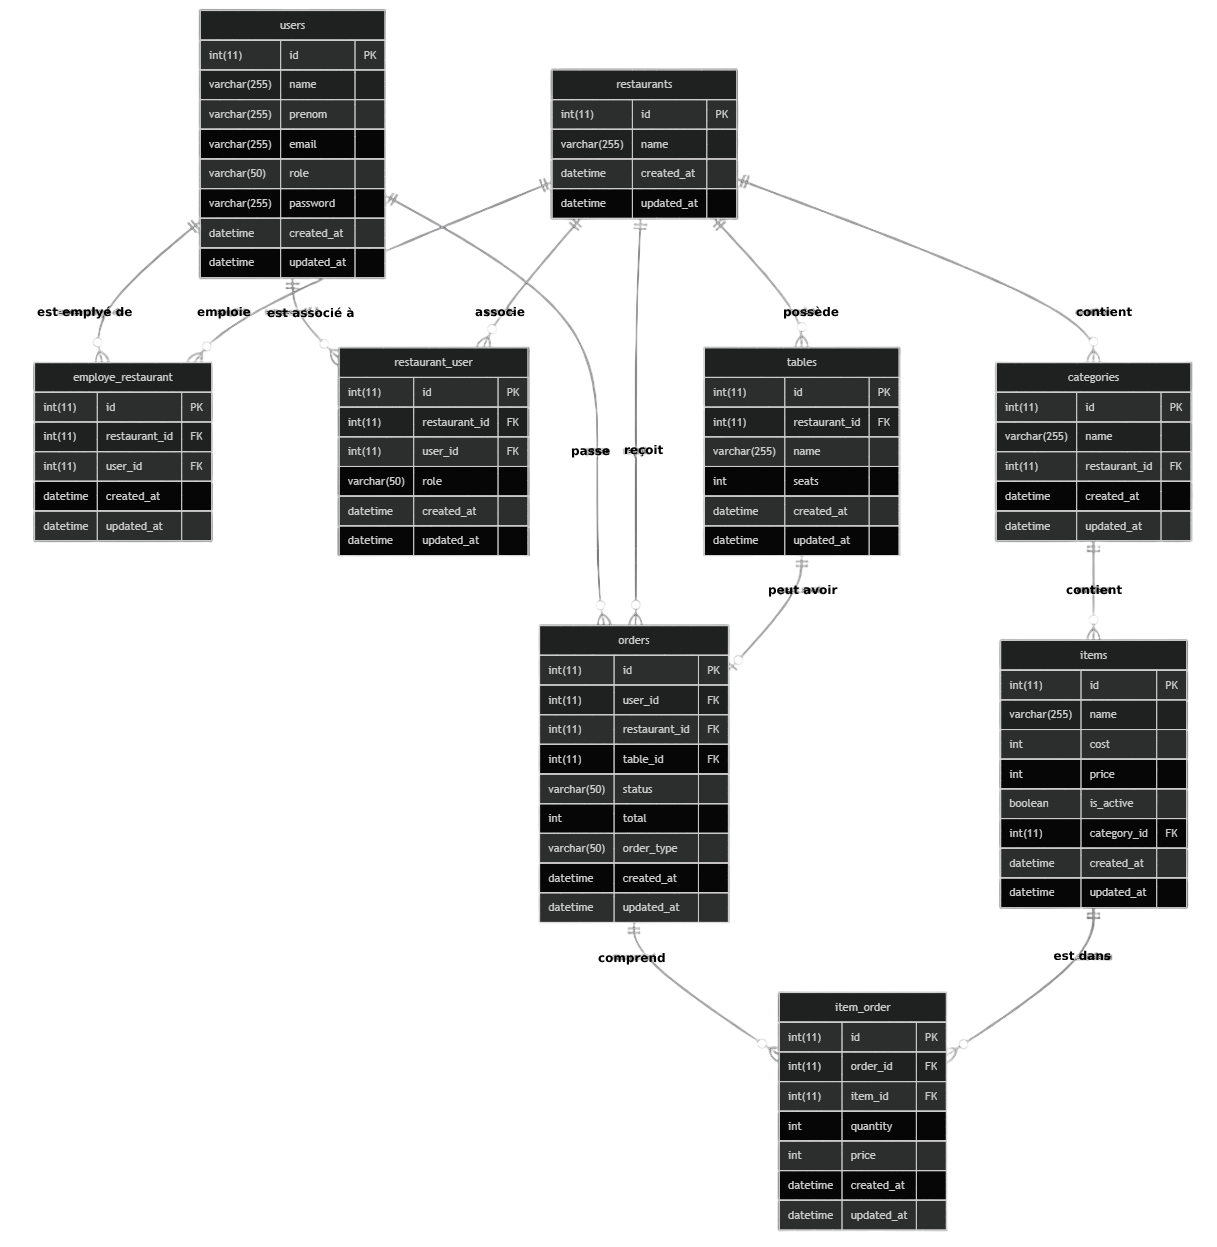 users
int(11) id PK
varchar(255) name
varchar(255) prenom
varchar(255) email
varchar(50) role
varchar(255) password
datetime created_at
datetime updated_at
restaurants
int(11) id PK
varchar(255) name
datetime created_at
datetime updated_at
est emplyé de
emploie
est associé à
associe
possède
contient
employe_restaurant
int(11) id PK
int(11) restaurant_id FK
int(11) user_id FK
datetime created_at
datetime updated_at
restaurant_user
int(11) id PK
int(11) restaurant_id FK
int(11) user_id FK
varchar(50) role
datetime created_at
datetime updated_at
tables
int(11) id PK
int(11) restaurant_id FK
varchar(255) name
int seats
datetime created_at
datetime updated_at
categories
int(11) id PK
varchar(255) name
int(11) restaurant_id FK
datetime created_at
datetime updated_at
passe
reçoit
peut avoir
contient
orders
int(11) id PK
int(11) user_id FK
int(11) restaurant_id FK
int(11) table_id FK
varchar(50) status
int total
varchar(50) order_type
datetime created_at
datetime updated_at
items
int(11) id PK
varchar(255) name
int cost
int price
boolean is_active
int(11) category_id FK
datetime created_at
datetime updated_at
comprend
est dans
item_order
int(11) id PK
int(11) order_id FK
int(11) item_id FK
int quantity
int price
datetime created_at
datetime updated_at